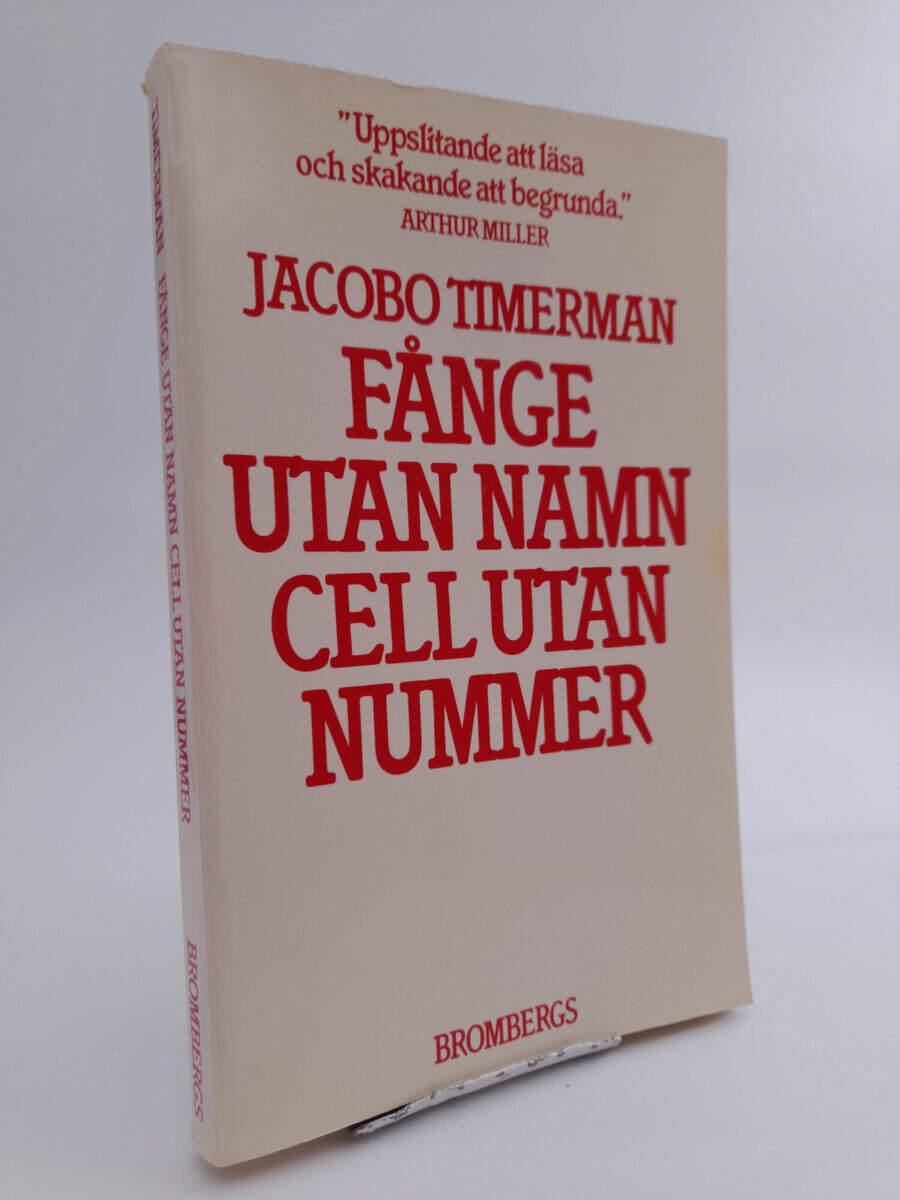 ”Uppslitande att läsa
och skakande att begrunda.”
ARTHUR MILLER
JACOBO TIMERMAN
FÅNGE
UTAN NAMN
CELL UTAN
NUMMER
BROMBERGS
TIMERMAN FÅNGE UTAN NAMN CELL UTAN NUMMER BROMBERGS